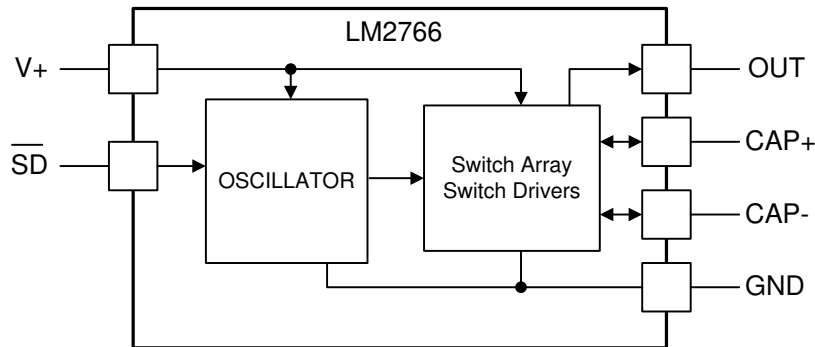 LM2766
V+
OUT
SD
CAP+
OSCILLATOR
Switch Array
Switch Drivers
CAP-
GND